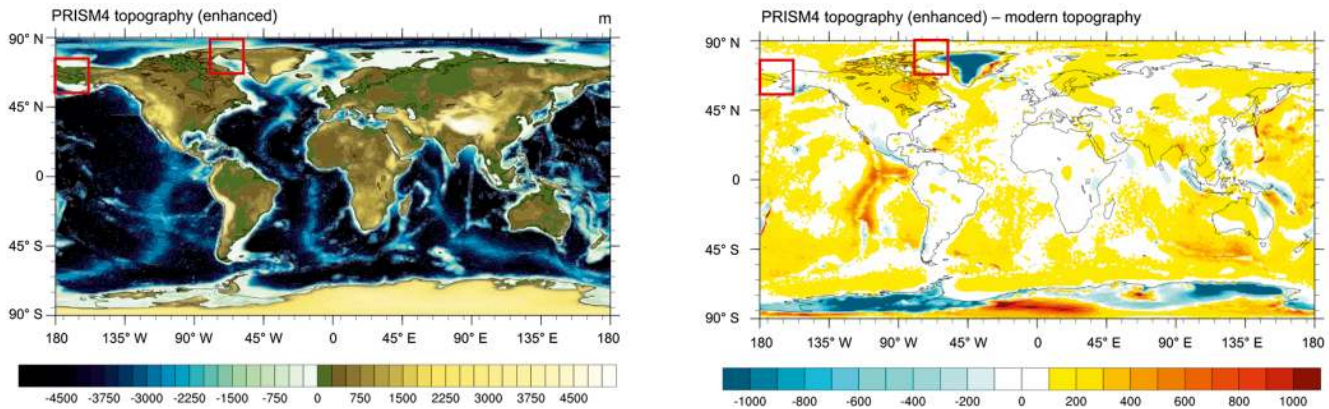 PRISM4 topography (enhanced)
m
90° N
45° N
0
45° S
90° S
180
135° W
90° W
45° W
0
45° E
90° E
135° E
180
-4500
-3750
-3000
-2250
-1500
-750
0
750
1500
2250
3000
3750
4500
PRISM4 topography (enhanced) – modern topography
90° N
45° N
0
45° S
90° S
180
135° W
90° W
45° W
0
45° E
90° E
135° E
180
-1000
-800
-600
-400
-200
0
200
400
600
800
1000